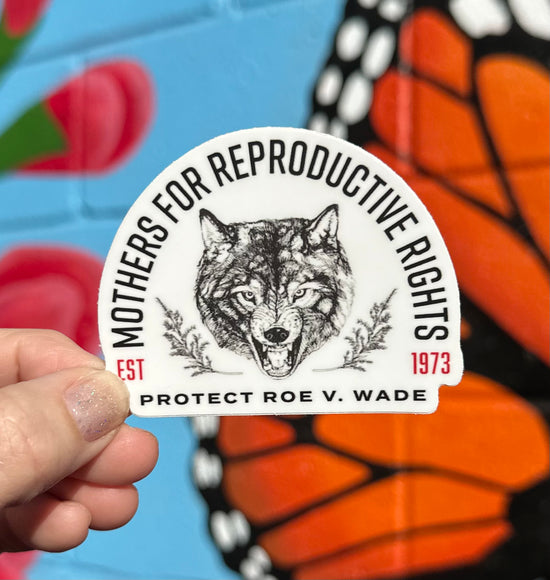 MOTHERS FOR REPRODUCTIVE RIGHTS
EST 1973
PROTECT ROE V. WADE